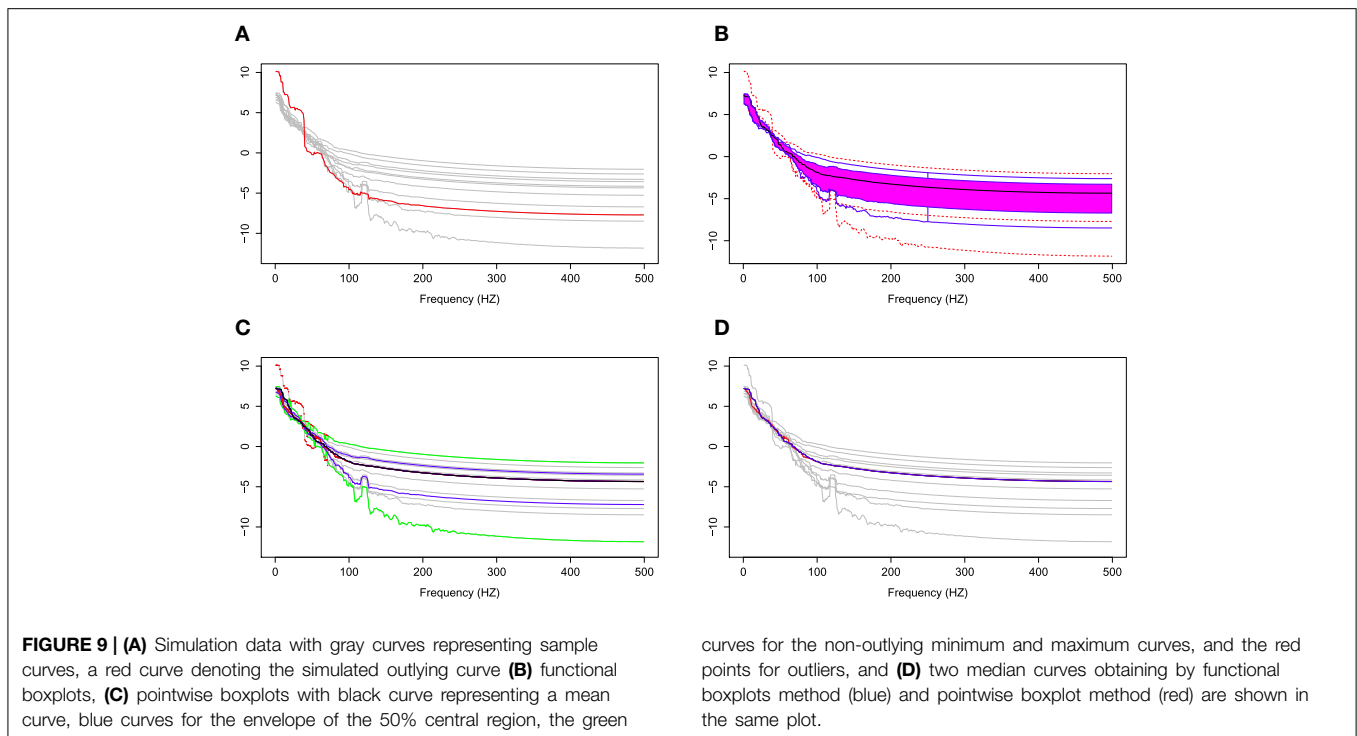 A
10
5
0
−5
−10
0 100 200 300 400 500
Frequency (HZ)
B
10
5
0
−5
−10
0 100 200 300 400 500
Frequency (HZ)
C
10
5
0
−5
−10
0 100 200 300 400 500
Frequency (HZ)
D
10
5
0
−5
−10
0 100 200 300 400 500
Frequency (HZ)
FIGURE 9 | (A) Simulation data with gray curves representing sample
curves, a red curve denoting the simulated outlying curve (B) functional
boxplots, (C) pointwise boxplots with black curve representing a mean
curve, blue curves for the envelope of the 50% central region, the green
curves for the non-outlying minimum and maximum curves, and the red
points for outliers, and (D) two median curves obtaining by functional
boxplots method (blue) and pointwise boxplot method (red) are shown in
the same plot.